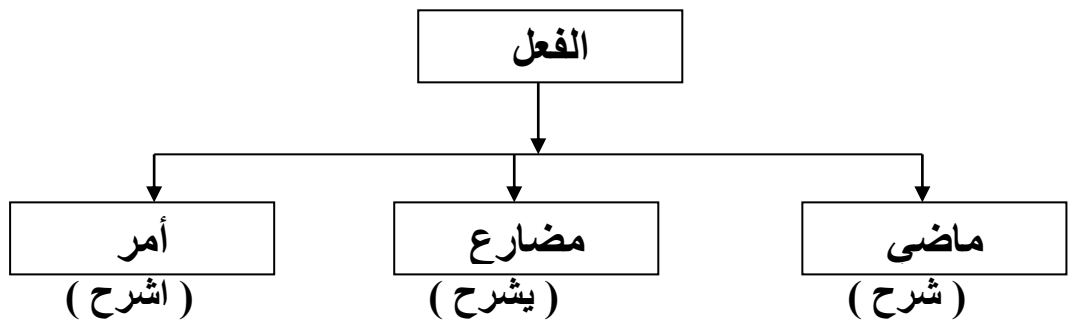 الفعل
ماضى
مضارع
أمر
( شرح )
( يشرح )
( اشرح )